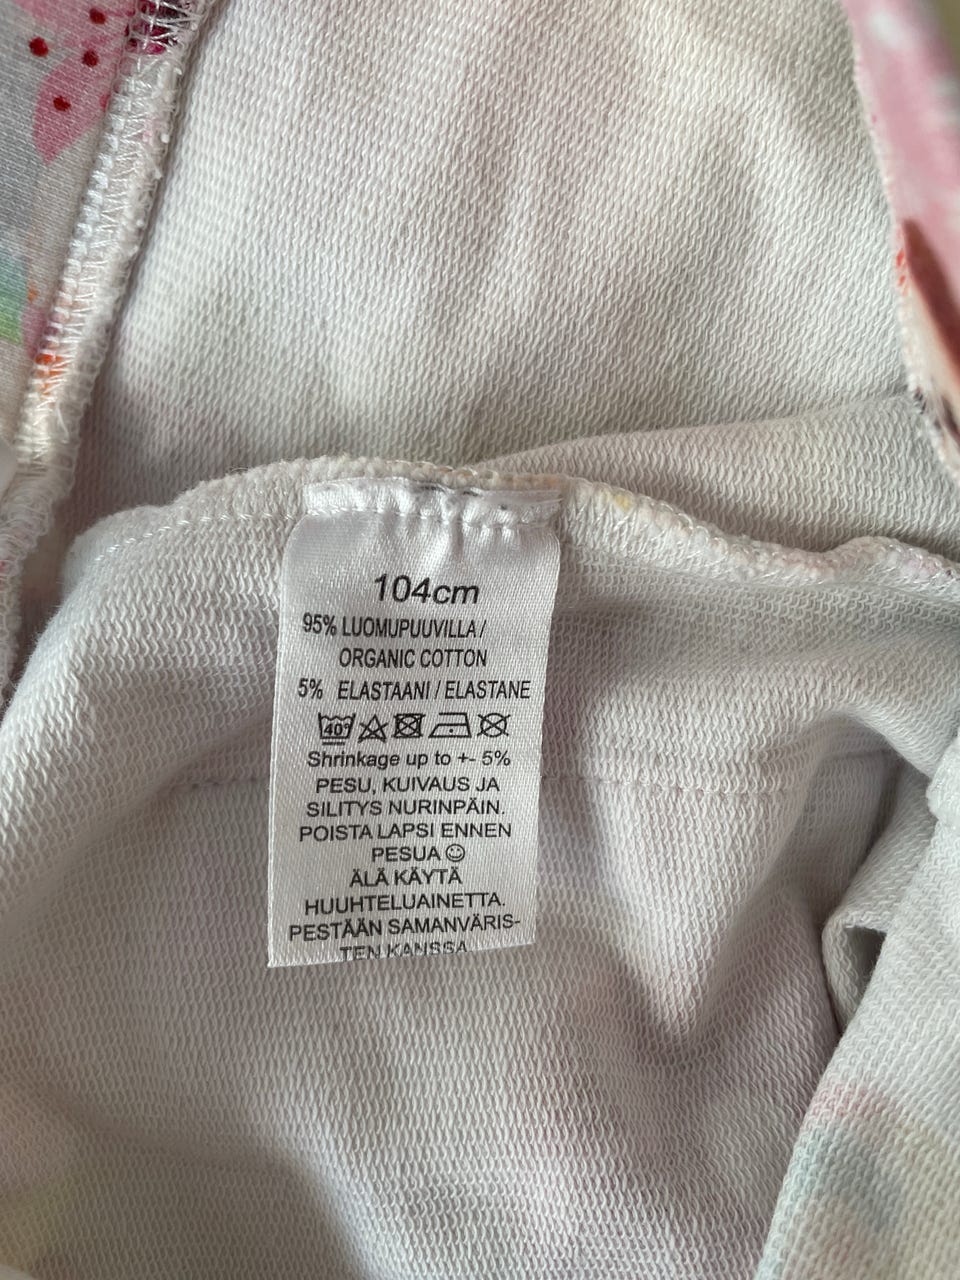 104cm
95% LUOMUPUUVILLA /
ORGANIC COTTON
5% ELASTAANI / ELASTANE
40°
Shrinkage up to +- 5%
PESU, KUIVAUS JA
SILITYS NURINPÄIN.
POISTA LAPSI ENNEN
PESUA ☺
ÄLÄ KÄYTÄ
HUUHTELUAINETTA.
PESTÄÄN SAMANVÄRIS-
TEN KANSSA